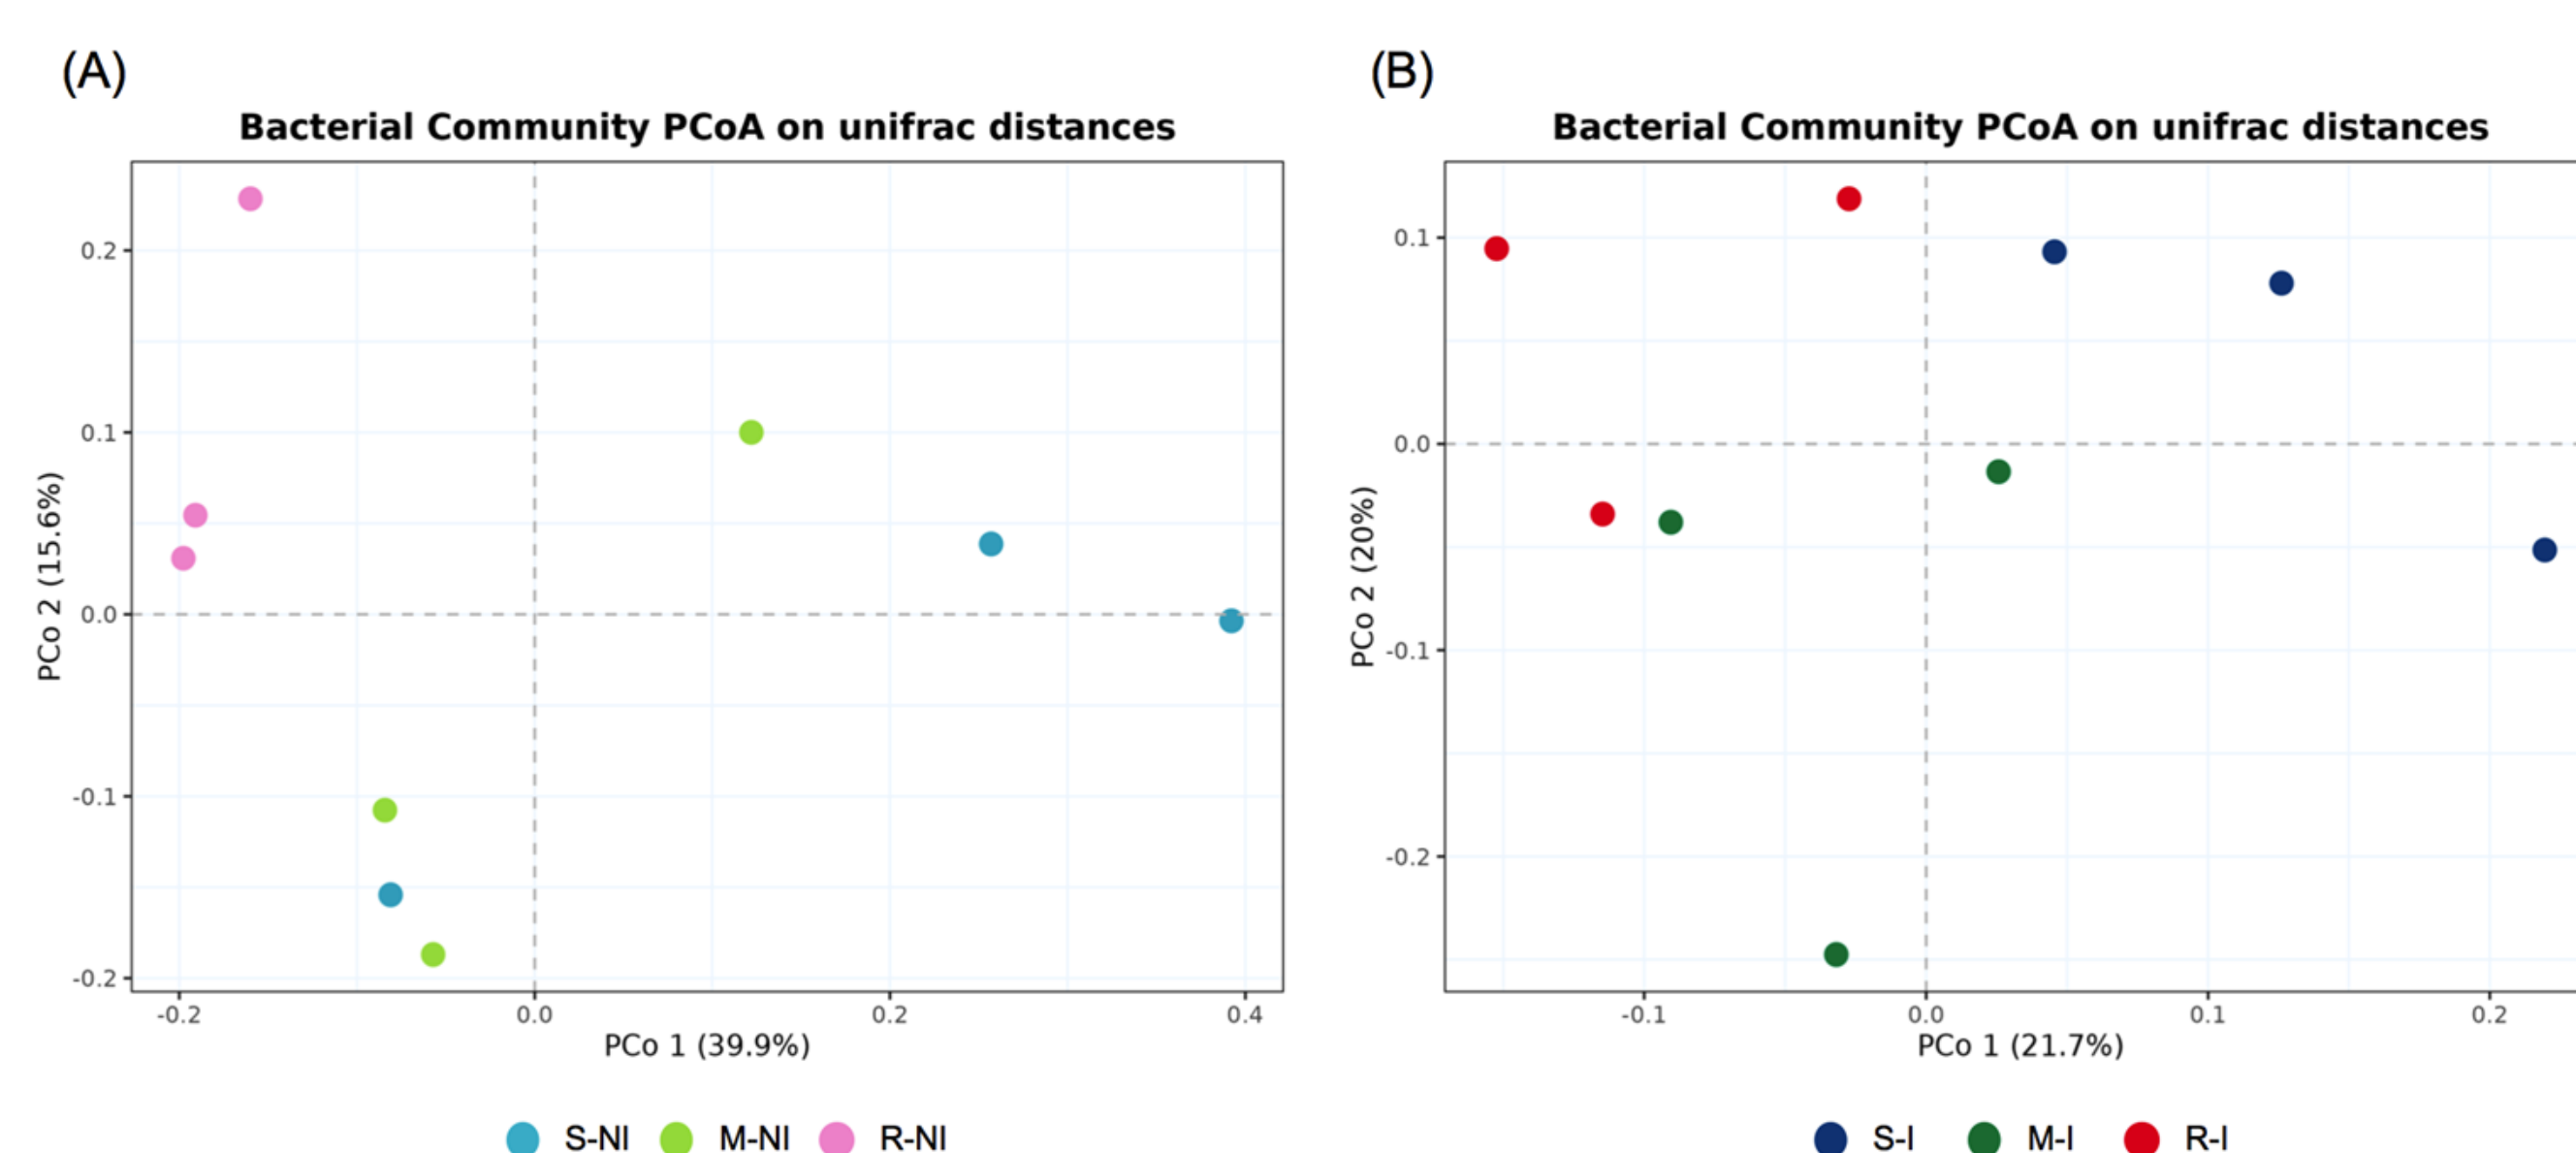 (A)
Bacterial Community PCoA on unifrac distances
0.2
0.1
0.0
-0.1
-0.2
PCo 2 (15.6%)
-0.2 0.0 0.2 0.4
PCo 1 (39.9%)
S-NI M-NI R-NI
(B)
Bacterial Community PCoA on unifrac distances
0.1
0.0
-0.1
-0.2
PCo 2 (20%)
-0.1 0.0 0.1 0.2
PCo 1 (21.7%)
S-I M-I R-I